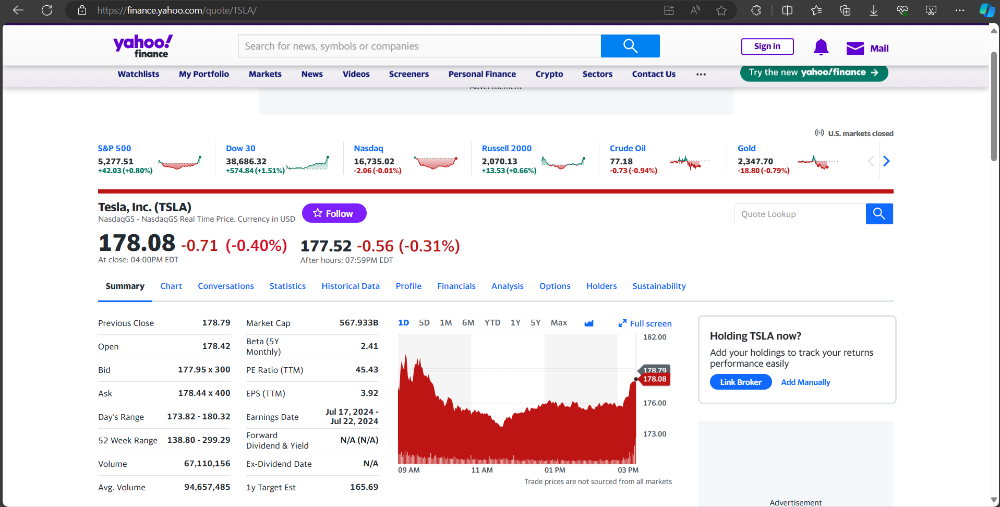 https://finance.yahoo.com/quote/TSLA/
yahoo!
finance
Search for news, symbols or companies
Sign in
Mail
Watchlists My Portfolio Markets News Videos Screeners Personal Finance Crypto Sectors Contact Us ...
Try the new yahoo!finance →
Advertisement
U.S. markets closed
S&P 500
5,277.51
+42.03 (+0.80%)
Dow 30
38,686.32
+574.84 (+1.51%)
Nasdaq
16,735.02
-2.06 (-0.01%)
Russell 2000
2,070.13
+13.53 (+0.66%)
Crude Oil
77.18
-0.73 (-0.94%)
Gold
2,347.70
-18.80 (-0.79%)
Tesla, Inc. (TSLA)
NasdaqGS - NasdaqGS Real Time Price. Currency in USD
Follow
Quote Lookup
178.08 -0.71 (-0.40%)
At close: 04:00PM EDT
177.52 -0.56 (-0.31%)
After hours: 07:59PM EDT
Summary Chart Conversations Statistics Historical Data Profile Financials Analysis Options Holders Sustainability
Previous Close 178.79
Open 178.42
Bid 177.95 x 300
Ask 178.44 x 400
Day's Range 173.82 - 180.32
52 Week Range 138.80 - 299.29
Volume 67,110,156
Avg. Volume 94,657,485
Market Cap 567.933B
Beta (5Y
Monthly) 2.41
PE Ratio (TTM) 45.43
EPS (TTM) 3.92
Earnings Date Jul 17, 2024 -
Jul 22, 2024
Forward
Dividend & Yield N/A (N/A)
Ex-Dividend Date N/A
1y Target Est 165.69
1D 5D 1M 6M YTD 1Y 5Y Max
Full screen
182.00
178.79
178.08
176.00
173.00
09 AM 11 AM 01 PM 03 PM
Trade prices are not sourced from all markets
Holding TSLA now?
Add your holdings to track your returns
performance easily
Link Broker Add Manually
Advertisement